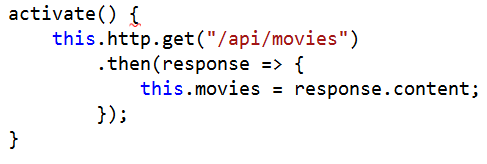 activate() {
    this.http.get("/api/movies")
        .then(response => {
            this.movies = response.content;
        });
}